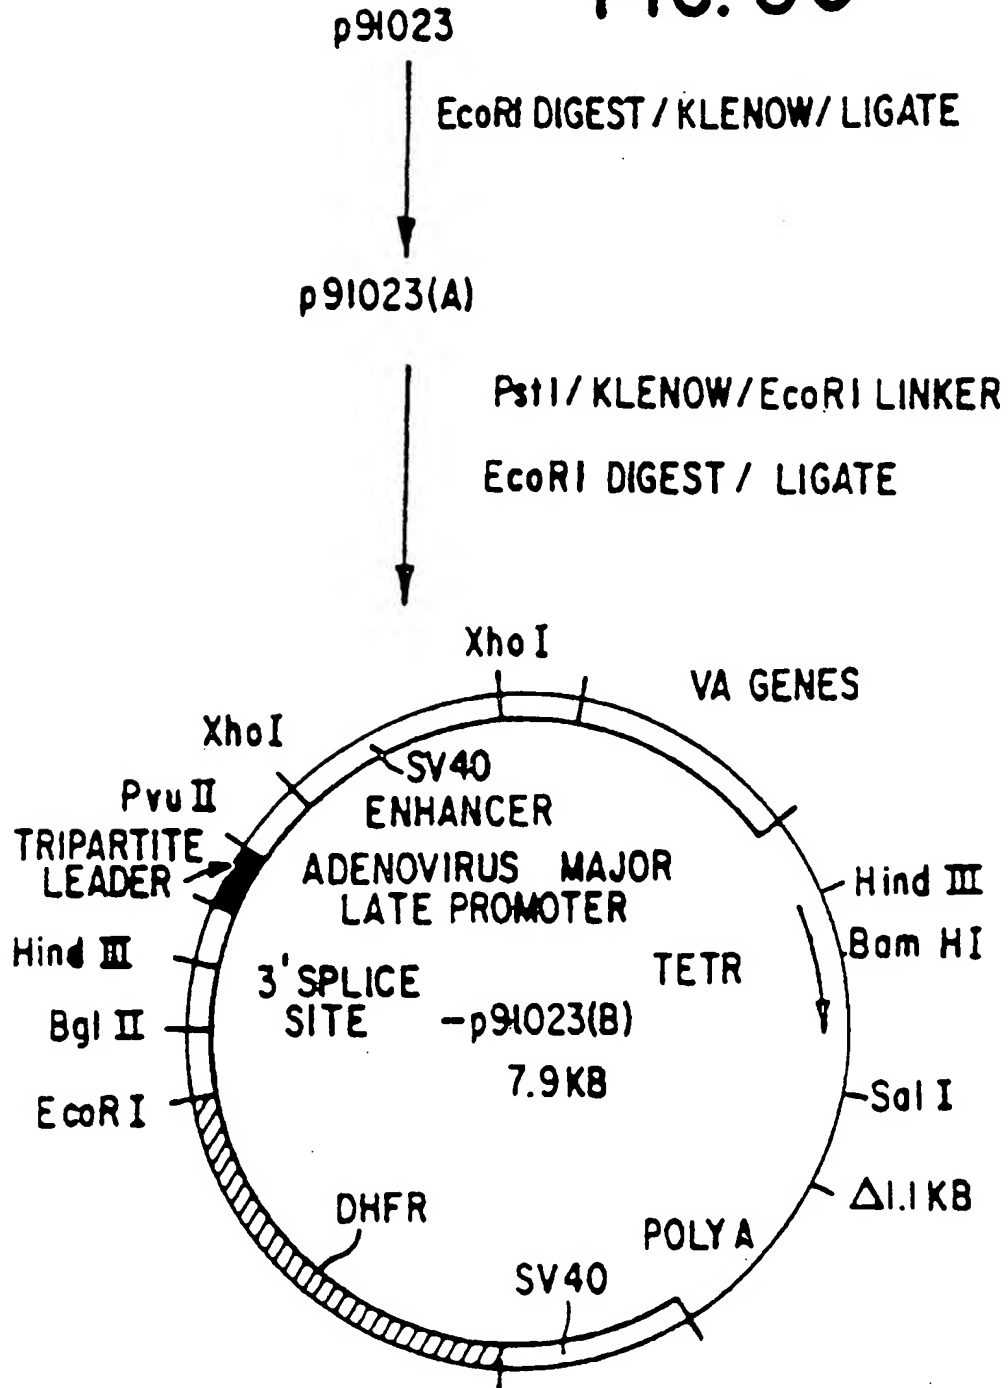 p91023
EcoRI DIGEST / KLENOW / LIGATE
p91023(A)
PstI / KLENOW / EcoRI LINKER
EcoRI DIGEST / LIGATE
XhoI
VA GENES
XhoI
SV40
ENHANCER
PvuII
TRIPARTITE
LEADER
ADENOVIRUS MAJOR
LATE PROMOTER
Hind III
Hind III
Bam HI
TETR
3' SPLICE
SITE
-p91023(B)
7.9KB
Bgl II
EcoRI
Sal I
Δ1.1 KB
DHFR
POLY A
SV40